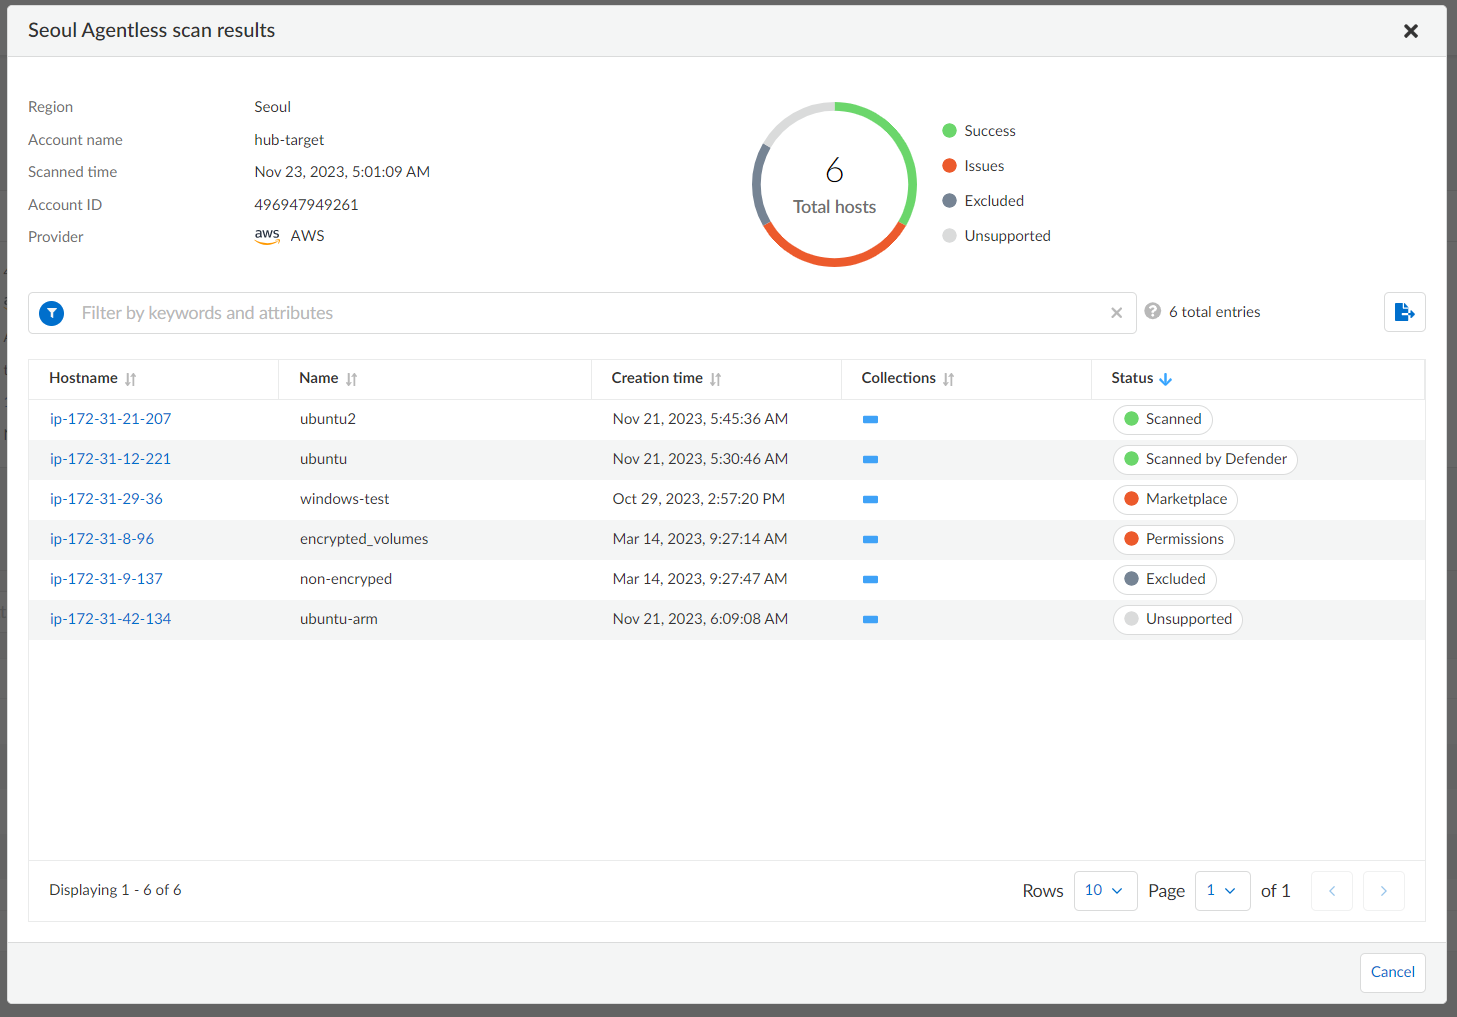 Seoul Agentless scan results
Region Seoul
Account name hub-target
Scanned time Nov 23, 2023, 5:01:09 AM
Account ID 496947949261
Provider aws AWS
6
Total hosts
Success
Issues
Excluded
Unsupported
Filter by keywords and attributes
6 total entries
Hostname Name Creation time Collections Status
ip-172-31-21-207 ubuntu2 Nov 21, 2023, 5:45:36 AM Scanned
ip-172-31-12-221 ubuntu Nov 21, 2023, 5:30:46 AM Scanned by Defender
ip-172-31-29-36 windows-test Oct 29, 2023, 2:57:20 PM Marketplace
ip-172-31-8-96 encrypted_volumes Mar 14, 2023, 9:27:14 AM Permissions
ip-172-31-9-137 non-encryped Mar 14, 2023, 9:27:47 AM Excluded
ip-172-31-42-134 ubuntu-arm Nov 21, 2023, 6:09:08 AM Unsupported
Displaying 1 - 6 of 6 Rows 10 Page 1 of 1
Cancel